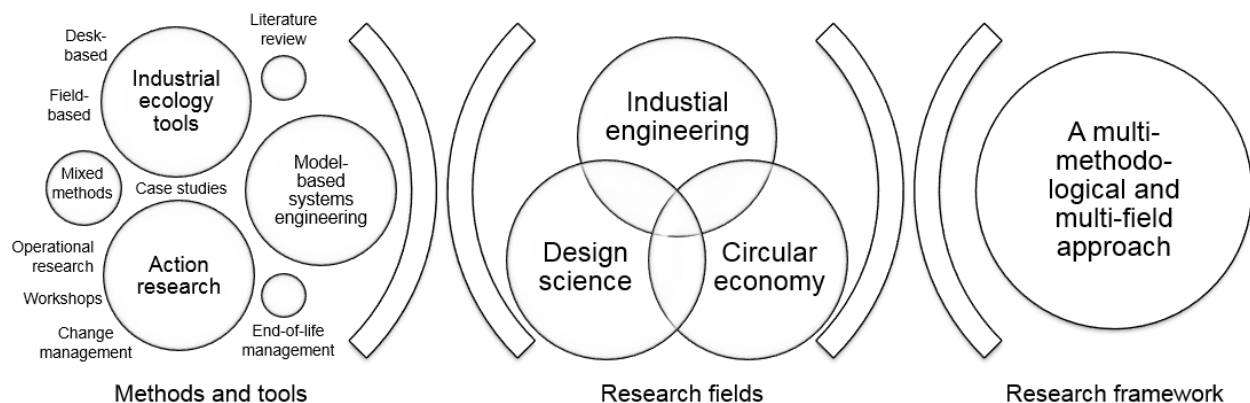 Desk-
based
Field-
based
Industrial
ecology
tools
Literature
review
Mixed
methods
Case studies
Model-
based
systems
engineering
Operational
research
Workshops
Change
management
Action
research
End-of-life
management
Methods and tools
Industial
engineering
Design
science
Circular
economy
Research fields
A multi-
methodo-
logical and
multi-field
approach
Research framework